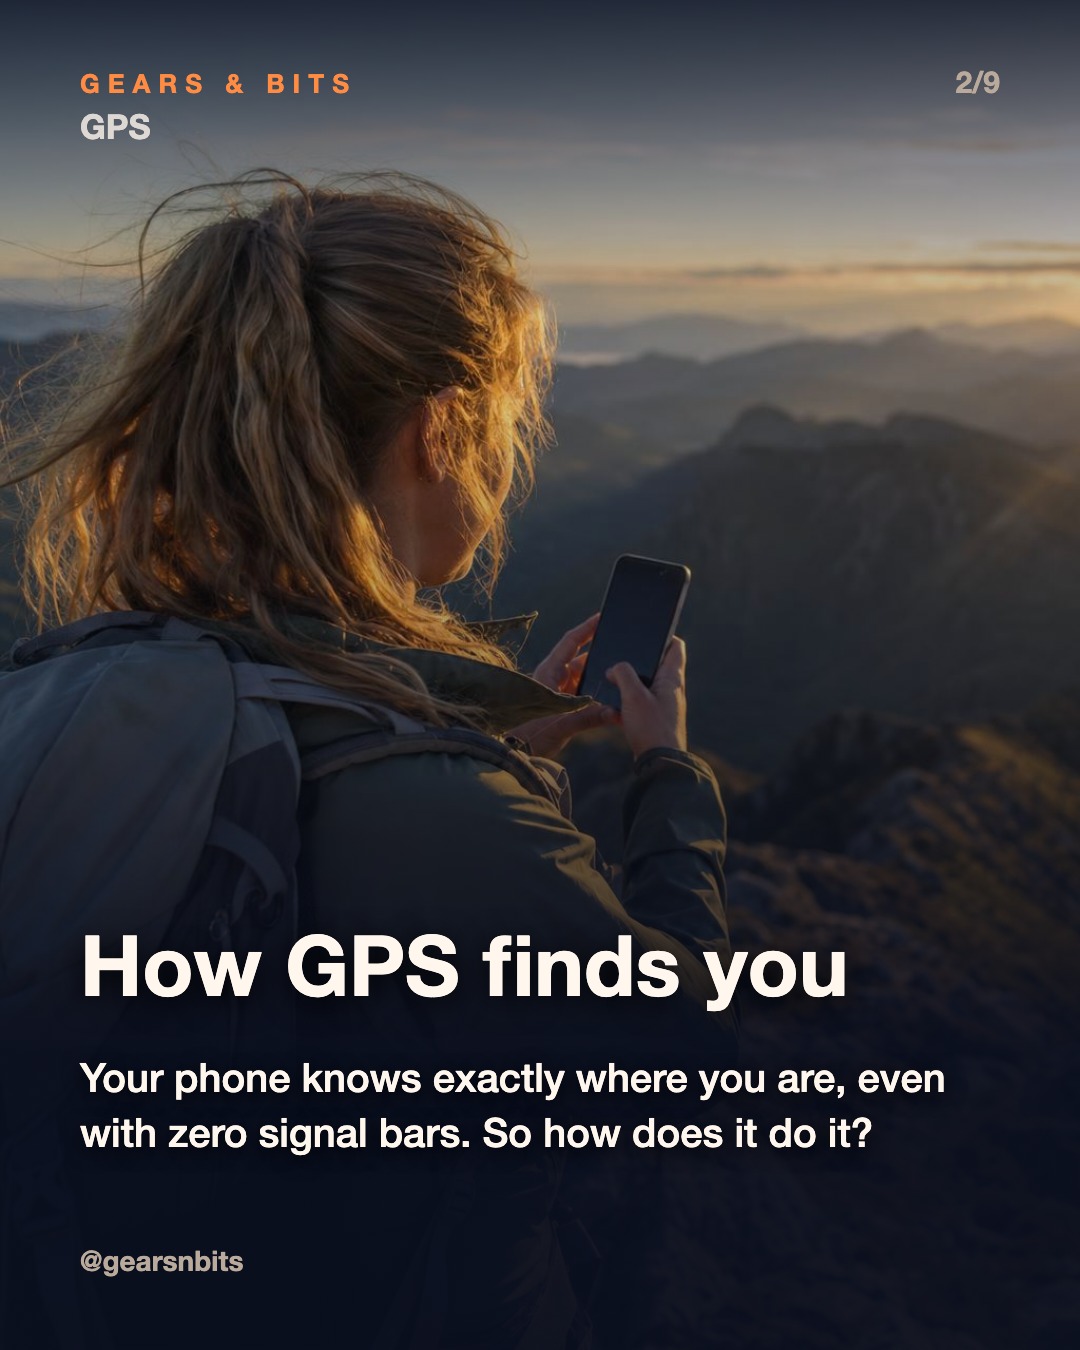 GEARS & BITS
2/9
GPS
How GPS finds you
Your phone knows exactly where you are, even
with zero signal bars. So how does it do it?
@gearsnbits